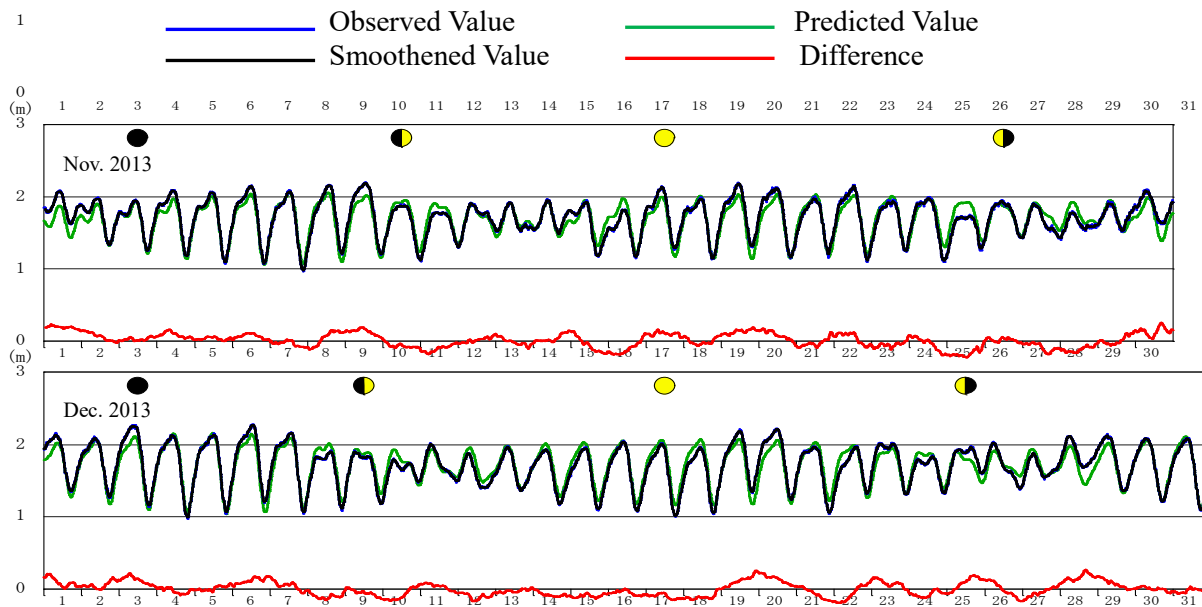 1
Observed Value Predicted Value
Smoothened Value Difference
0
(m) 1 2 3 4 5 6 7 8 9 10 11 12 13 14 15 16 17 18 19 20 21 22 23 24 25 26 27 28 29 30 31
3
Nov. 2013
2
1
0
(m) 1 2 3 4 5 6 7 8 9 10 11 12 13 14 15 16 17 18 19 20 21 22 23 24 25 26 27 28 29 30
3
Dec. 2013
2
1
0
1 2 3 4 5 6 7 8 9 10 11 12 13 14 15 16 17 18 19 20 21 22 23 24 25 26 27 28 29 30 31